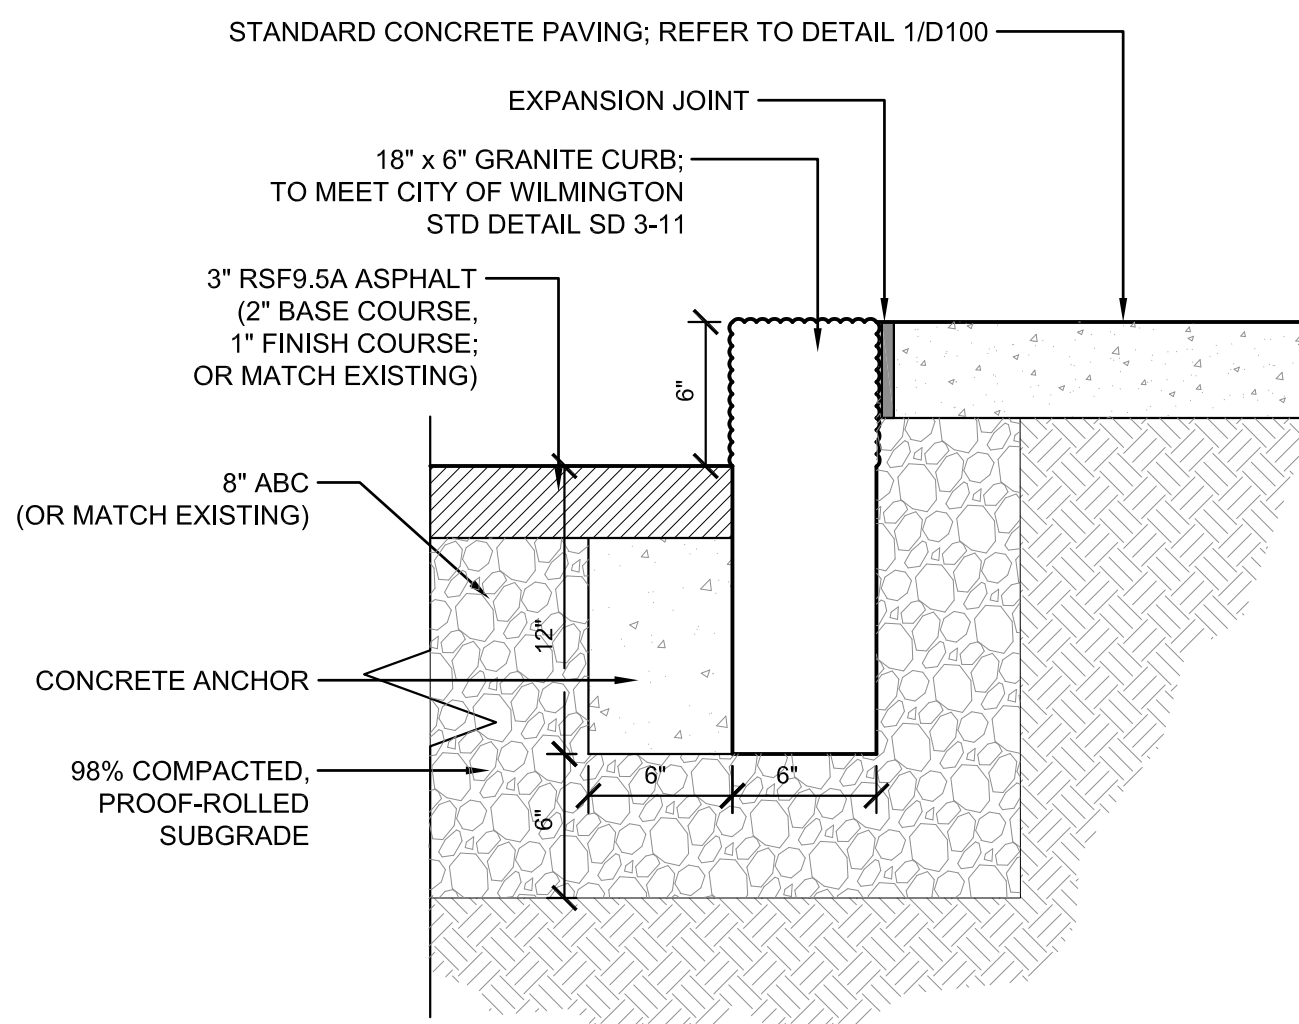 STANDARD CONCRETE PAVING; REFER TO DETAIL 1/D100
EXPANSION JOINT
18" x 6" GRANITE CURB;
TO MEET CITY OF WILMINGTON
STD DETAIL SD 3-11
3" RSF9.5A ASPHALT
(2" BASE COURSE,
1" FINISH COURSE;
OR MATCH EXISTING)
6"
8" ABC
(OR MATCH EXISTING)
12"
CONCRETE ANCHOR
98% COMPACTED,
PROOF-ROLLED
SUBGRADE
6"
6"
6"